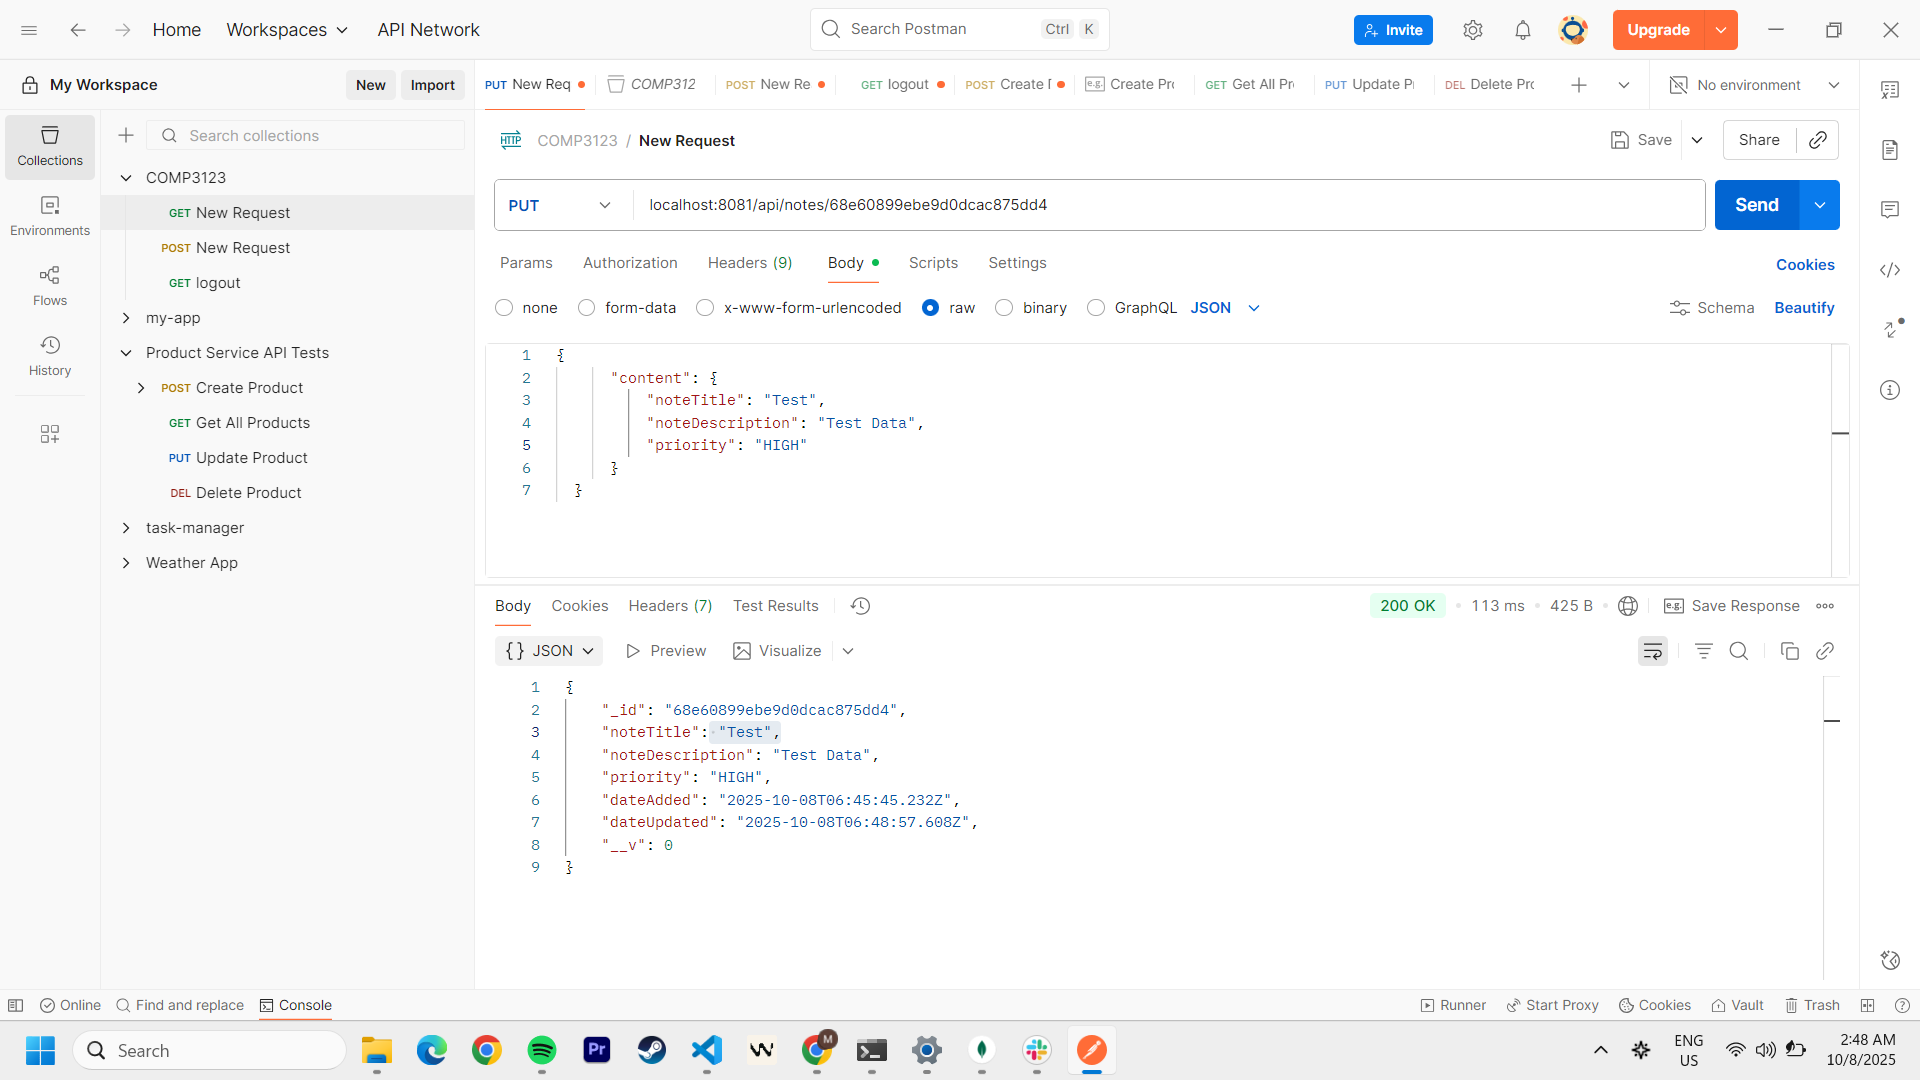 Home
Workspaces
API Network
Search Postman
Ctrl K
Invite
Upgrade
My Workspace
New
Import
PUT New Req
COMP312
POST New Re
GET logout
POST Create
e.g. Create Pr
GET All Pr
PUT Update P
DEL Delete Pr
No environment
Collections
Environments
Flows
History
Search collections
COMP3123
GET New Request
POST New Request
GET logout
my-app
Product Service API Tests
POST Create Product
GET Get All Products
PUT Update Product
DEL Delete Product
task-manager
Weather App
HTTP
COMP3123 / New Request
Save
Share
PUT
localhost:8081/api/notes/68e60899ebe9d0dcac875dd4
Send
Params
Authorization
Headers (9)
Body
Scripts
Settings
Cookies
none
form-data
x-www-form-urlencoded
raw
binary
GraphQL
JSON
Schema
Beautify
1 {
2 "content": {
3 "noteTitle": "Test",
4 "noteDescription": "Test Data",
5 "priority": "HIGH"
6 }
7 }
Body
Cookies
Headers (7)
Test Results
200 OK
113 ms
425 B
e.g. Save Response
{} JSON
Preview
Visualize
1 {
2 "_id": "68e60899ebe9d0dcac875dd4",
3 "noteTitle": "Test",
4 "noteDescription": "Test Data",
5 "priority": "HIGH",
6 "dateAdded": "2025-10-08T06:45:45.232Z",
7 "dateUpdated": "2025-10-08T06:48:57.608Z",
8 "__v": 0
9 }
Online
Find and replace
Console
Runner
Start Proxy
Cookies
Vault
Trash
Search
Pr
M
ENG
US
2:48 AM
10/8/2025